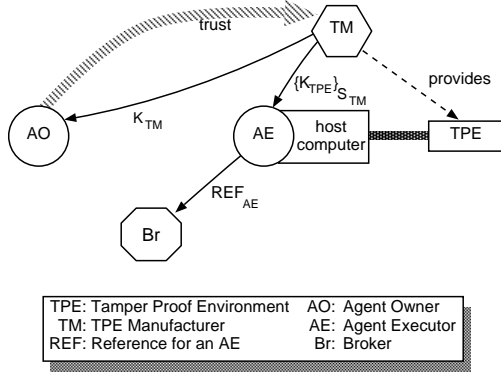 trust
TM
{K_TPE}_S_TM
provides
K_TM
AO
AE
host
computer
TPE
REF_AE
Br
TPE: Tamper Proof Environment AO: Agent Owner
TM: TPE Manufacturer AE: Agent Executor
REF: Reference for an AE Br: Broker